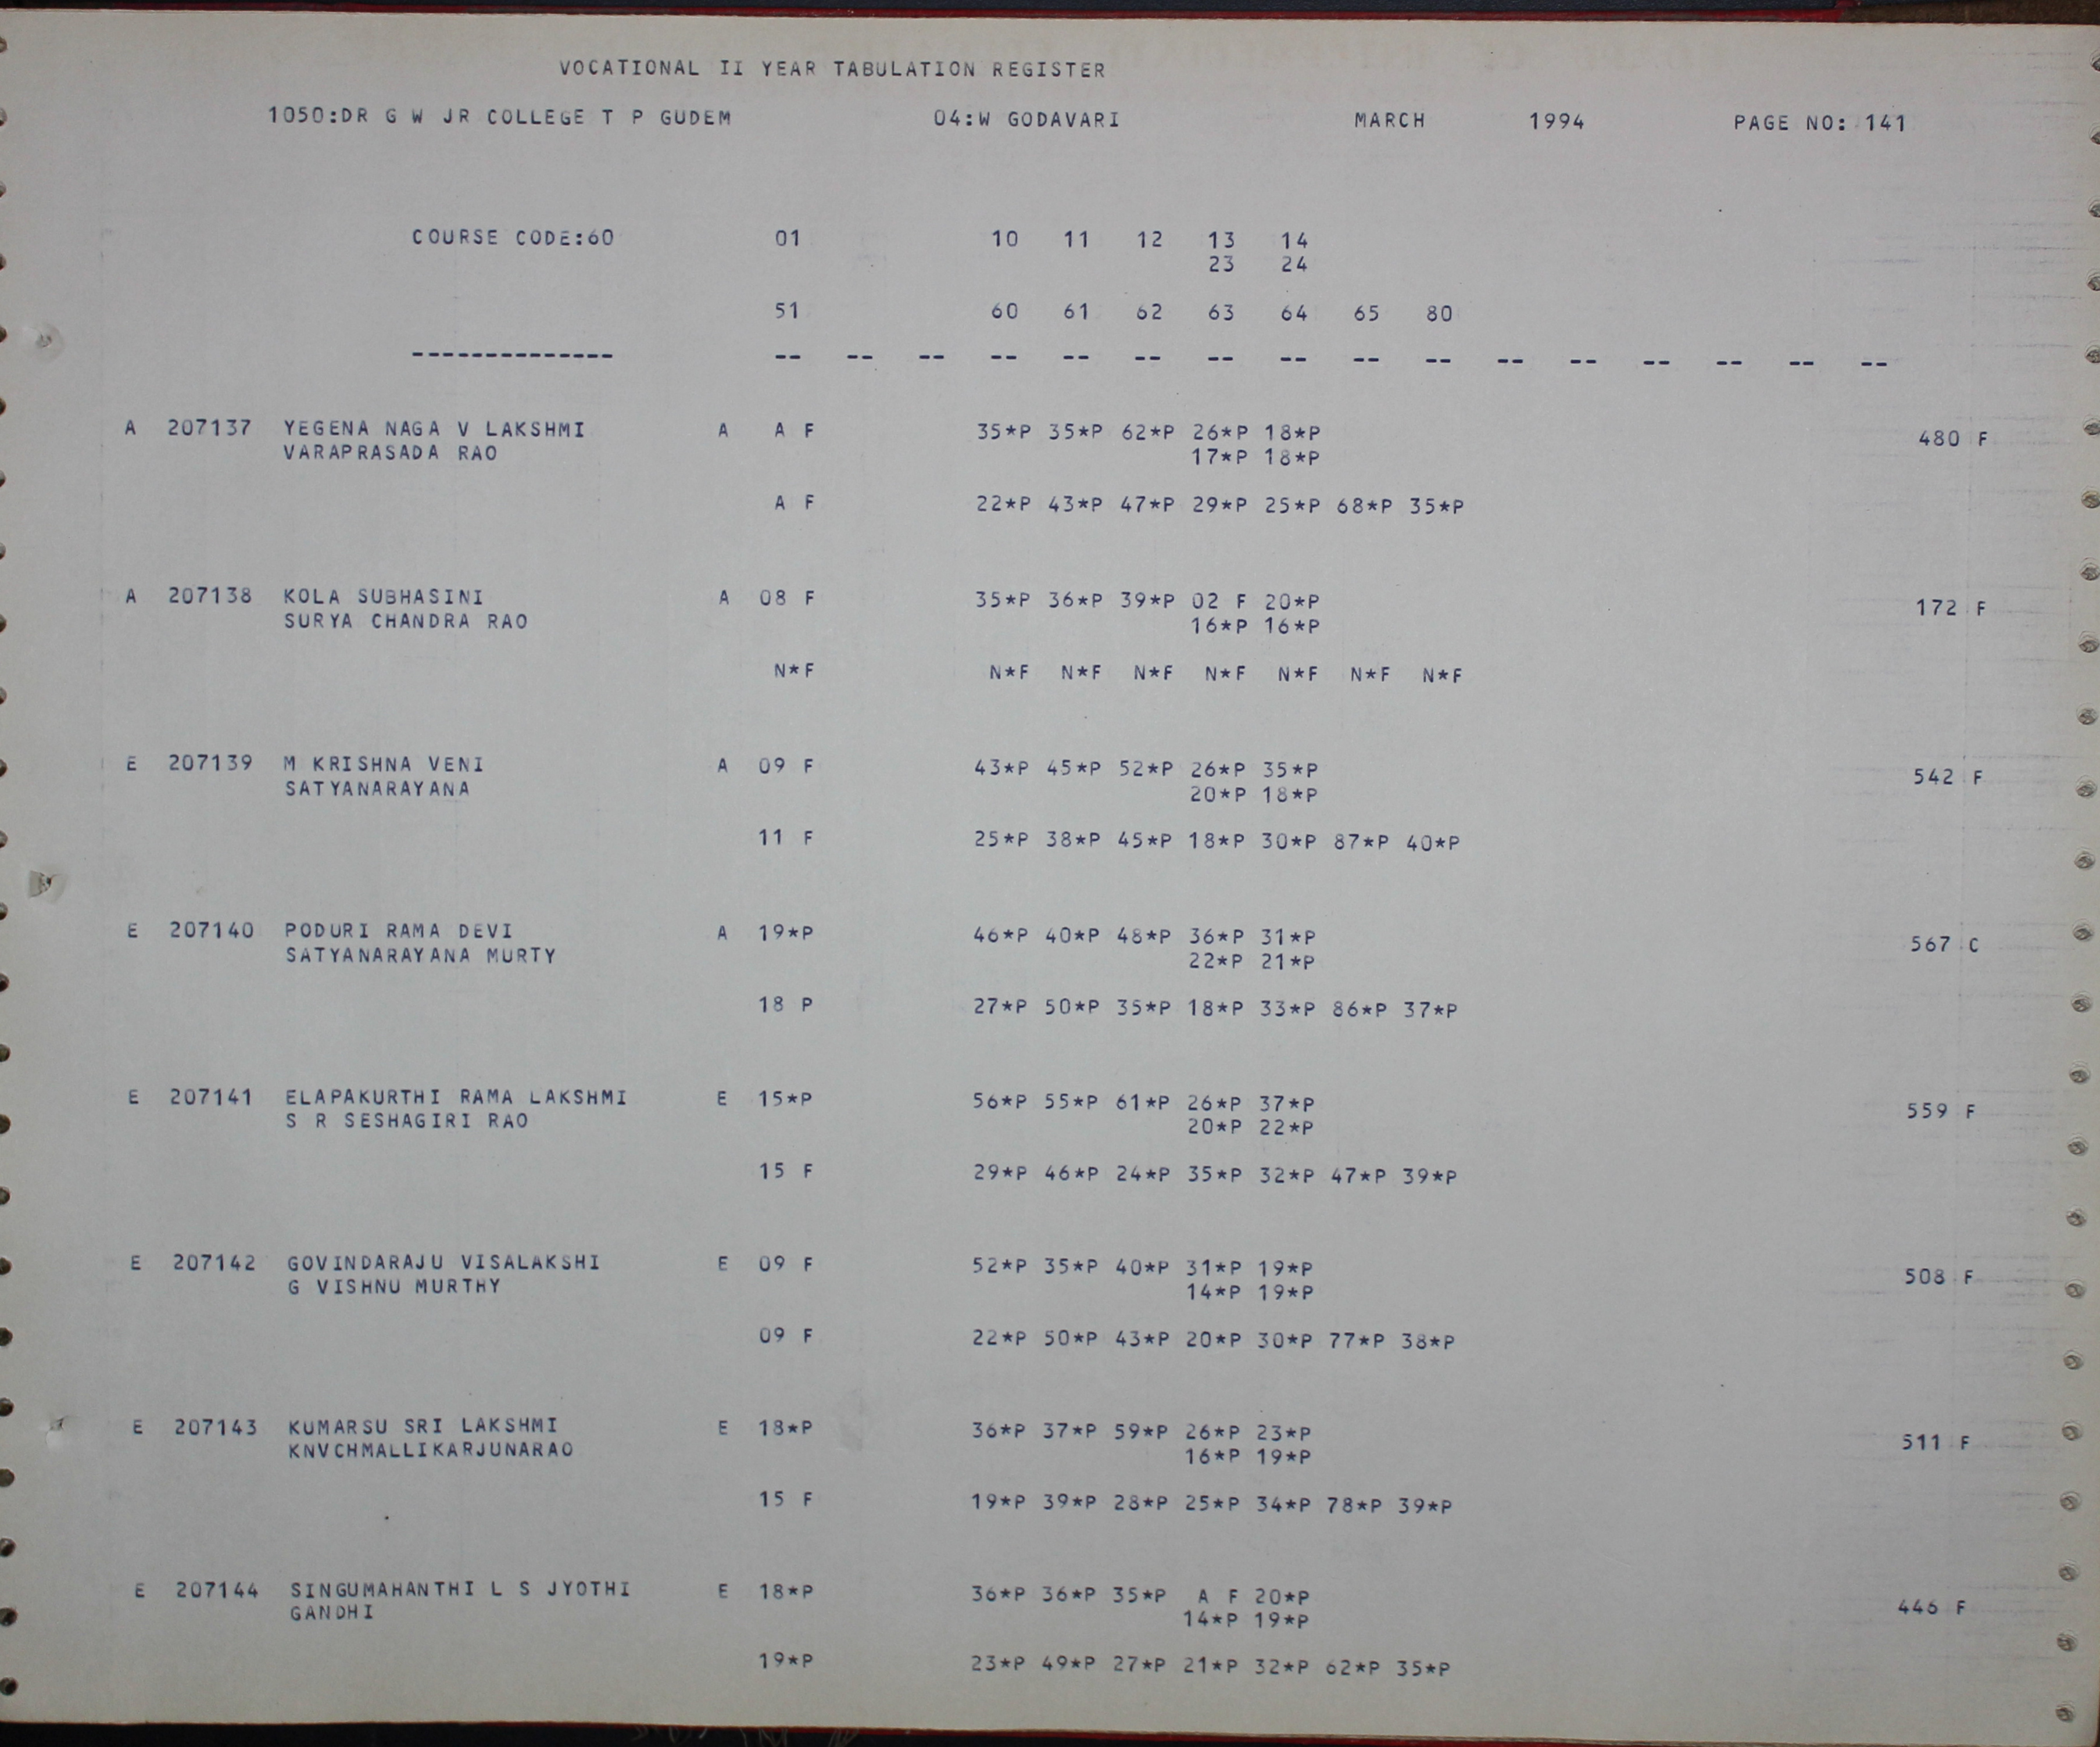 VOCATIONAL II YEAR TABULATION REGISTER
1050:DR G W JR COLLEGE T P GUDEM 04:W GODAVARI MARCH 1994 PAGE NO: 141
COURSE CODE:60 01 10 11 12 13 14
23 24
51 60 61 62 63 64 65 80
-------------- -- -- -- -- -- -- -- -- -- -- -- -- -- -- -- --
A 207137 YEGENA NAGA V LAKSHMI A A F 35*P 35*P 62*P 26*P 18*P 480 F
VARAPRASADA RAO 17*P 18*P
A F 22*P 43*P 47*P 29*P 25*P 68*P 35*P
A 207138 KOLA SUBHASINI A 08 F 35*P 36*P 39*P 02 F 20*P 172 F
SURYA CHANDRA RAO 16*P 16*P
N*F N*F N*F N*F N*F N*F N*F N*F
E 207139 M KRISHNA VENI A 09 F 43*P 45*P 52*P 26*P 35*P 542 F
SATYANARAYANA 20*P 18*P
11 F 25*P 38*P 45*P 18*P 30*P 87*P 40*P
E 207140 PODURI RAMA DEVI A 19*P 46*P 40*P 48*P 36*P 31*P 567 C
SATYANARAYANA MURTY 22*P 21*P
18 P 27*P 50*P 35*P 18*P 33*P 86*P 37*P
E 207141 ELAPAKURTHI RAMA LAKSHMI E 15*P 56*P 55*P 61*P 26*P 37*P 559 F
S R SESHAGIRI RAO 20*P 22*P
15 F 29*P 46*P 24*P 35*P 32*P 47*P 39*P
E 207142 GOVINDARAJU VISALAKSHI E 09 F 52*P 35*P 40*P 31*P 19*P 508 F
G VISHNU MURTHY 14*P 19*P
09 F 22*P 50*P 43*P 20*P 30*P 77*P 38*P
E 207143 KUMARSU SRI LAKSHMI E 18*P 36*P 37*P 59*P 26*P 23*P 511 F
KNVCHMALLIKARJUNARAO 16*P 19*P
15 F 19*P 39*P 28*P 25*P 34*P 78*P 39*P
E 207144 SINGUMAHANTHI L S JYOTHI E 18*P 36*P 36*P 35*P A F 20*P 446 F
GANDHI 14*P 19*P
19*P 23*P 49*P 27*P 21*P 32*P 62*P 35*P